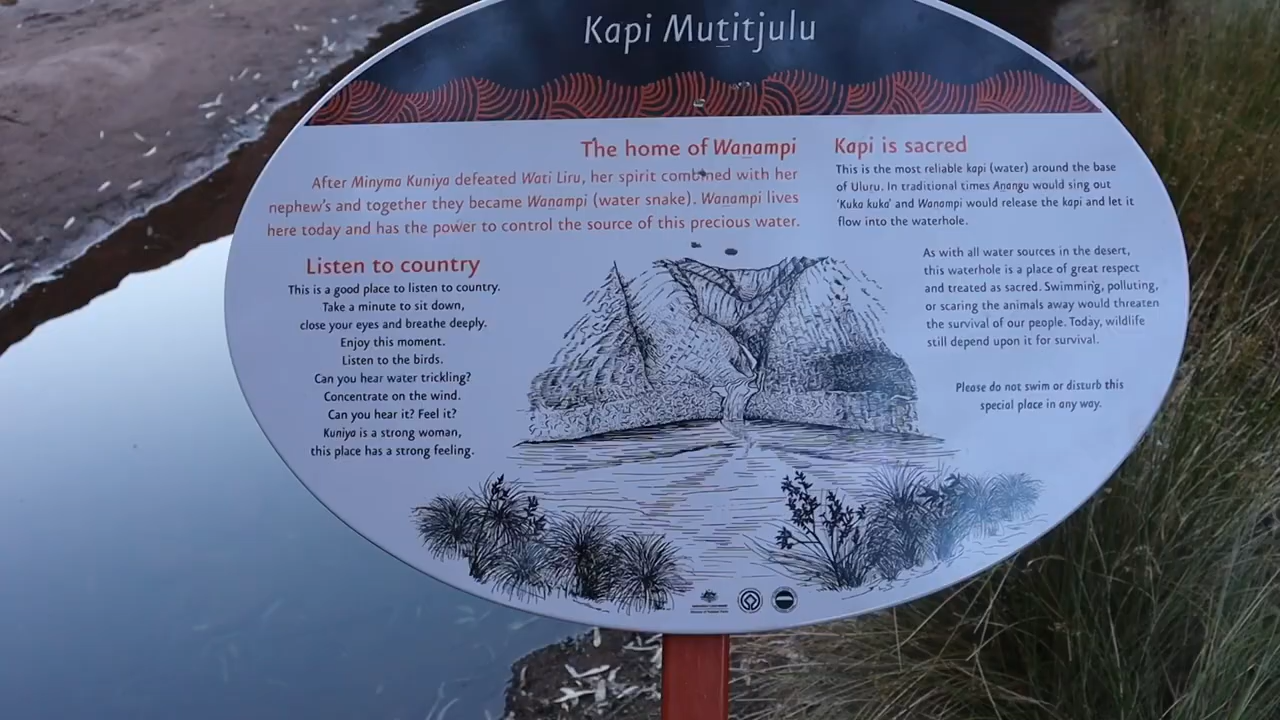 Kapi Muṯitjulu
The home of Waṉampi
After Minyma Kuniya defeated Wati Liru, her spirit combined with her
nephew's and together they became Waṉampi (water snake). Waṉampi lives
here today and has the power to control the source of this precious water.
Listen to country
This is a good place to listen to country.
Take a minute to sit down,
close your eyes and breathe deeply.
Enjoy this moment.
Listen to the birds.
Can you hear water trickling?
Concentrate on the wind.
Can you hear it? Feel it?
Kuniya is a strong woman,
this place has a strong feeling.
Kapi is sacred
This is the most reliable kapi (water) around the base
of Uluṟu. In traditional times Aṉangu would sing out
'Kuka kuka' and Waṉampi would release the kapi and let it
flow into the waterhole.
As with all water sources in the desert,
this waterhole is a place of great respect
and treated as sacred. Swimming, polluting,
or scaring the animals away would threaten
the survival of our people. Today, wildlife
still depend upon it for survival.
Please do not swim or disturb this
special place in any way.